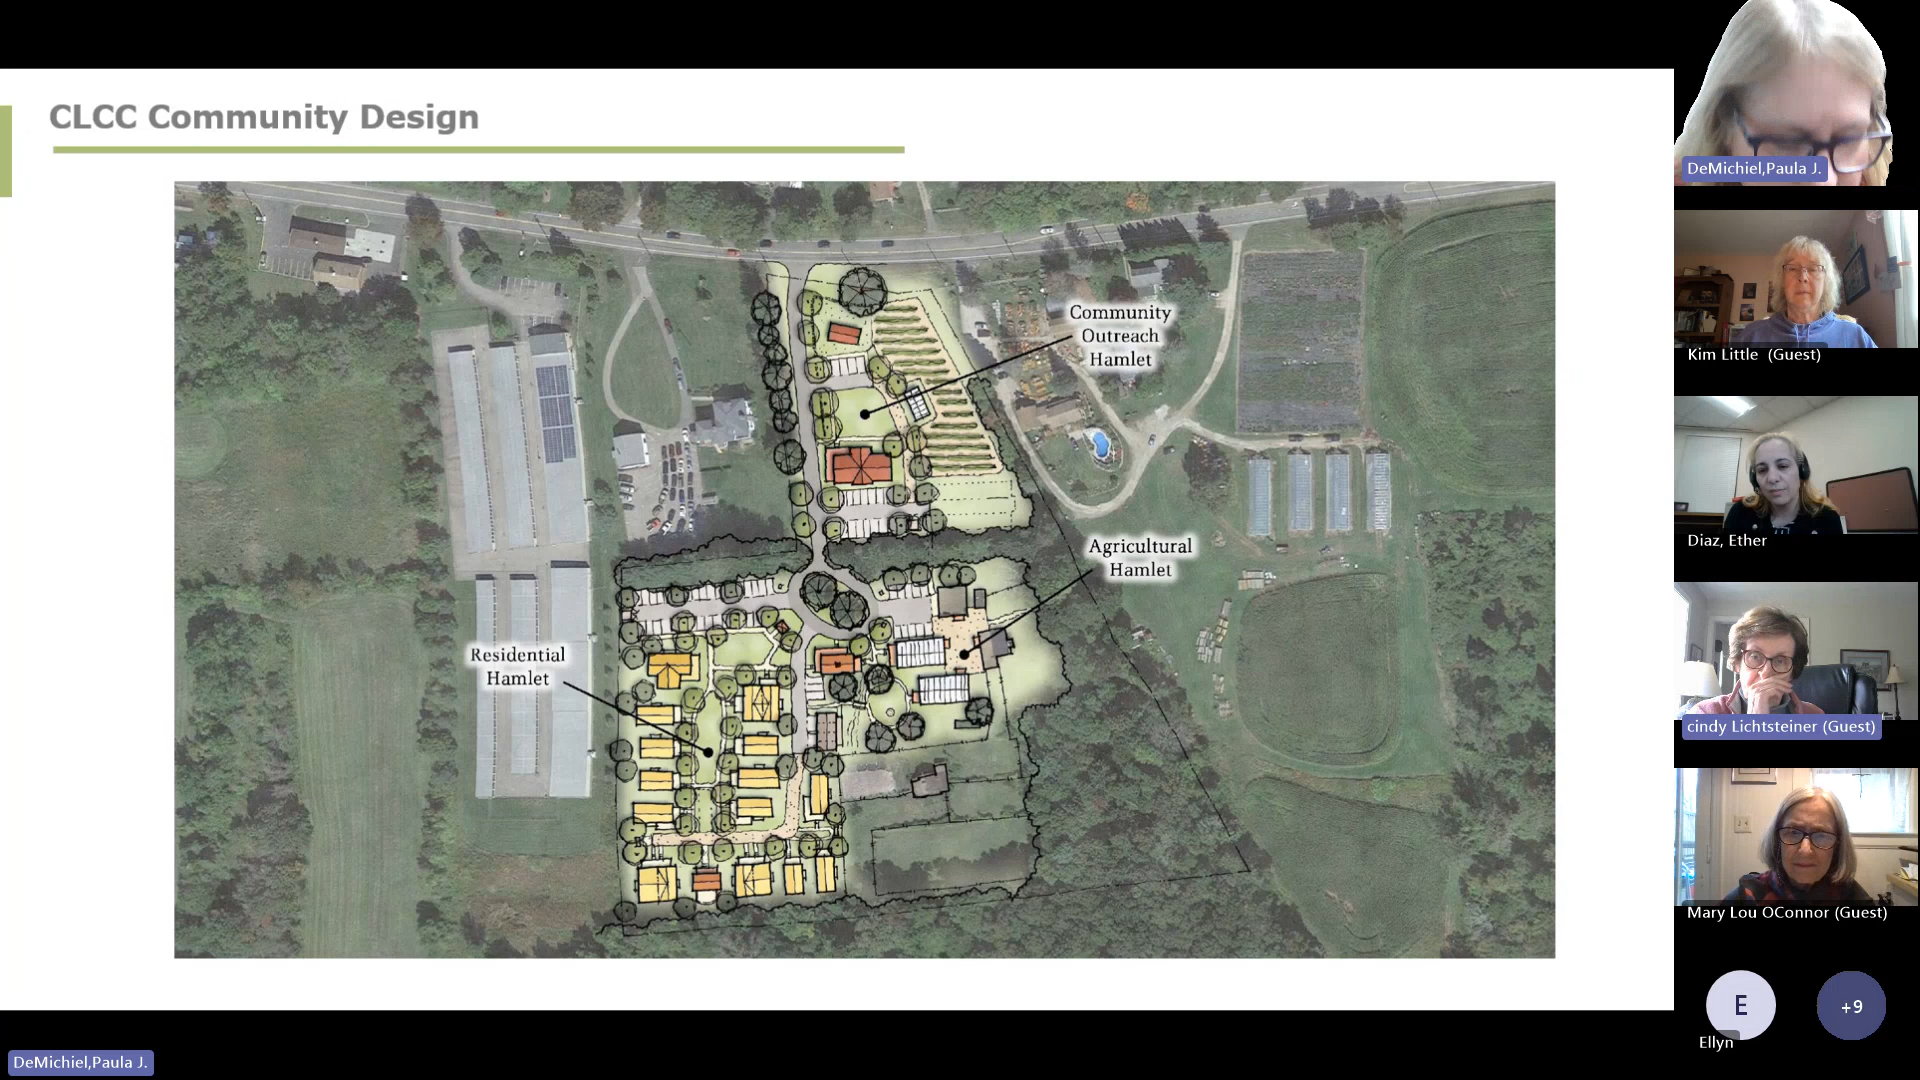 CLCC Community Design
Community
Outreach
Hamlet
Agricultural
Hamlet
Residential
Hamlet
DeMichiel,Paula J.
Kim Little (Guest)
Diaz, Ether
cindy Lichtsteiner (Guest)
Mary Lou OConnor (Guest)
E
+9
Ellyn
DeMichiel,Paula J.